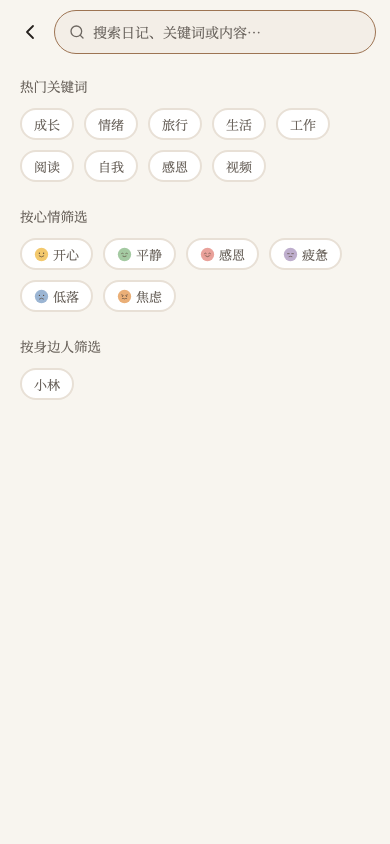 搜索日记、关键词或内容…
热门关键词
成长 情绪 旅行 生活 工作
阅读 自我 感恩 视频
按心情筛选
开心 平静 感恩 疲惫
低落 焦虑
按身边人筛选
小林